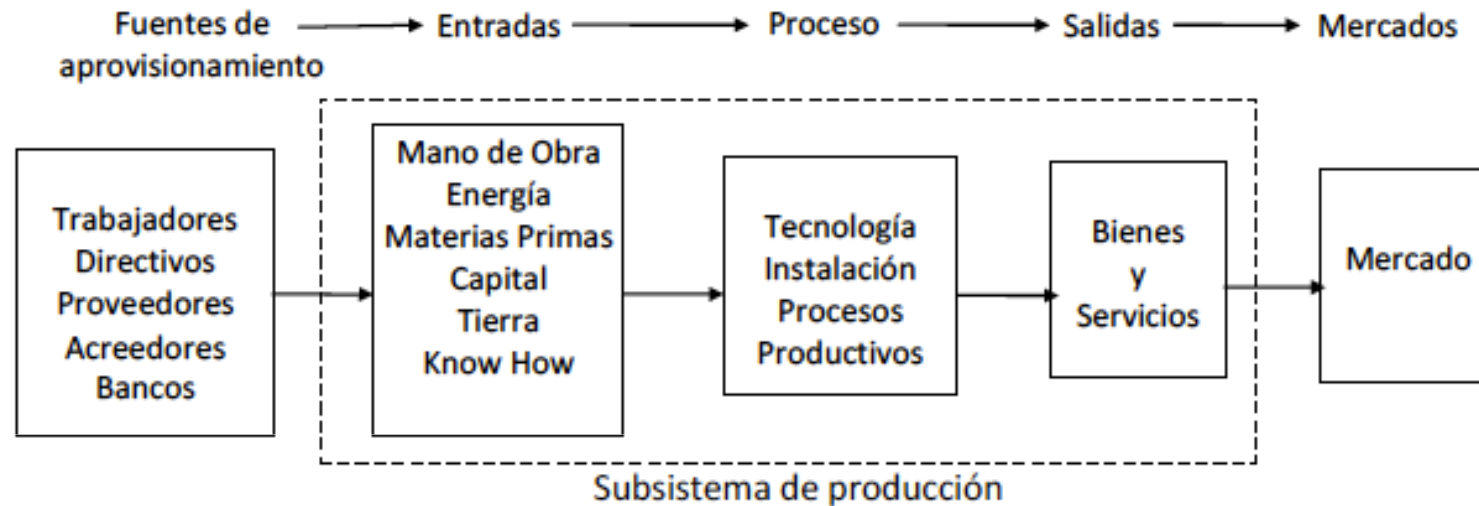 Fuentes de
aprovisionamiento
Entradas
Proceso
Salidas
Mercados
Trabajadores
Directivos
Proveedores
Acreedores
Bancos
Mano de Obra
Energía
Materias Primas
Capital
Tierra
Know How
Tecnología
Instalación
Procesos
Productivos
Bienes
y
Servicios
Mercado
Subsistema de producción